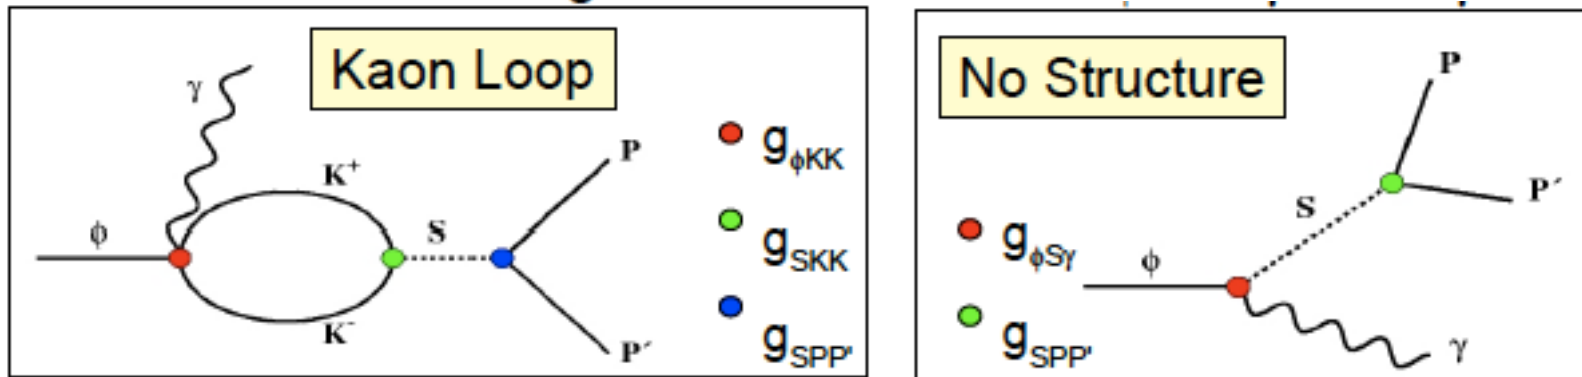 Kaon Loop
γ
K⁺
P
ϕ
S
K⁻
P´
g_ϕKK
g_SKK
g_SPP'
No Structure
P
S
P´
ϕ
γ
g_ϕSγ
g_SPP'